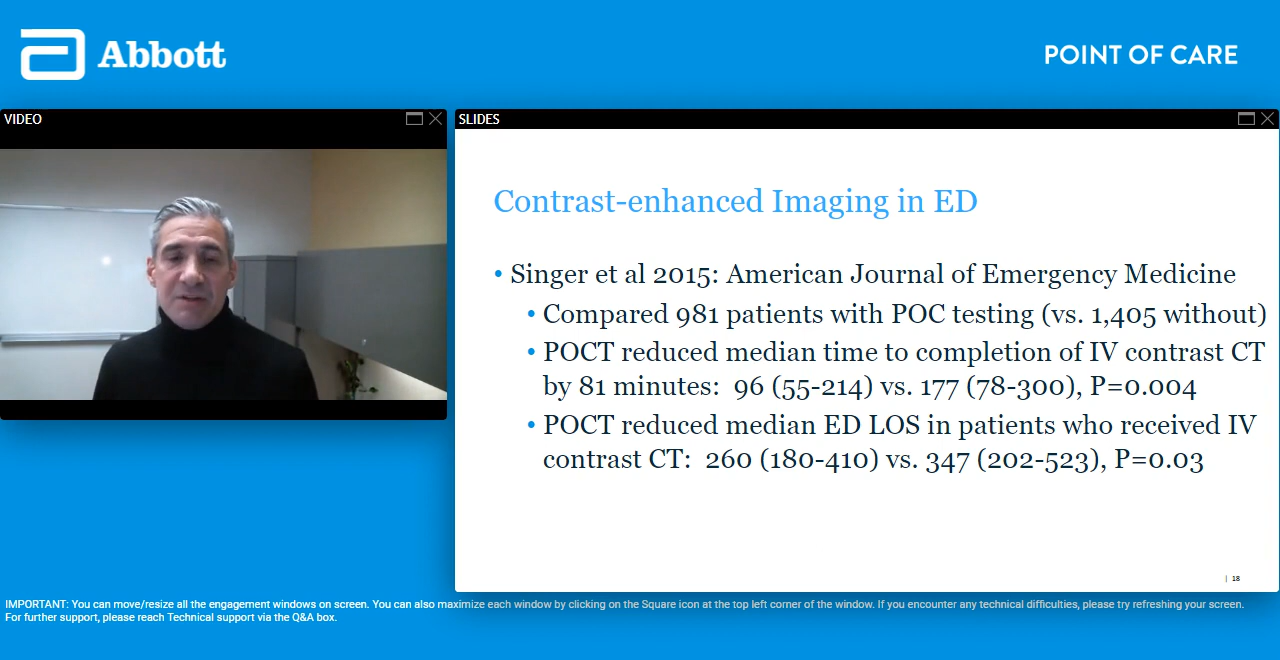 Abbott
POINT OF CARE
VIDEO
SLIDES
Contrast-enhanced Imaging in ED
• Singer et al 2015: American Journal of Emergency Medicine
• Compared 981 patients with POC testing (vs. 1,405 without)
• POCT reduced median time to completion of IV contrast CT
by 81 minutes: 96 (55-214) vs. 177 (78-300), P=0.004
• POCT reduced median ED LOS in patients who received IV
contrast CT: 260 (180-410) vs. 347 (202-523), P=0.03
| 18
IMPORTANT: You can move/resize all the engagement windows on screen. You can also maximize each window by clicking on the Square icon at the top left corner of the window. If you encounter any technical difficulties, please try refreshing your screen.
For further support, please reach Technical support via the Q&A box.